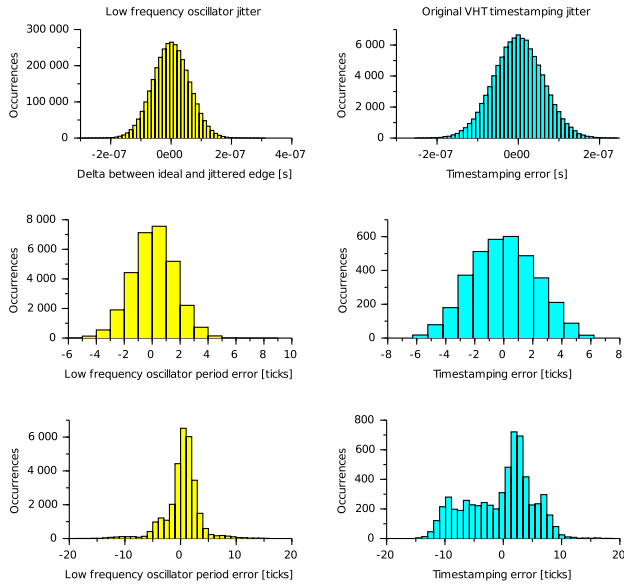 Low frequency oscillator jitter
Original VHT timestamping jitter
300 000
200 000
100 000
0
Occurrences
-2e-07 0e00 2e-07 4e-07
Delta between ideal and jittered edge [s]
6 000
4 000
2 000
0
Occurrences
-2e-07 0e00 2e-07
Timestamping error [s]
8 000
6 000
4 000
2 000
0
Occurrences
-6 -4 -2 0 2 4 6 8 10
Low frequency oscillator period error [ticks]
600
400
200
0
Occurrences
-8 -6 -4 -2 0 2 4 6 8
Timestamping error [ticks]
6 000
4 000
2 000
0
Occurrences
-20 -10 0 10 20
Low frequency oscillator period error [ticks]
800
600
400
200
0
Occurrences
-20 -10 0 10 20
Timestamping error [ticks]